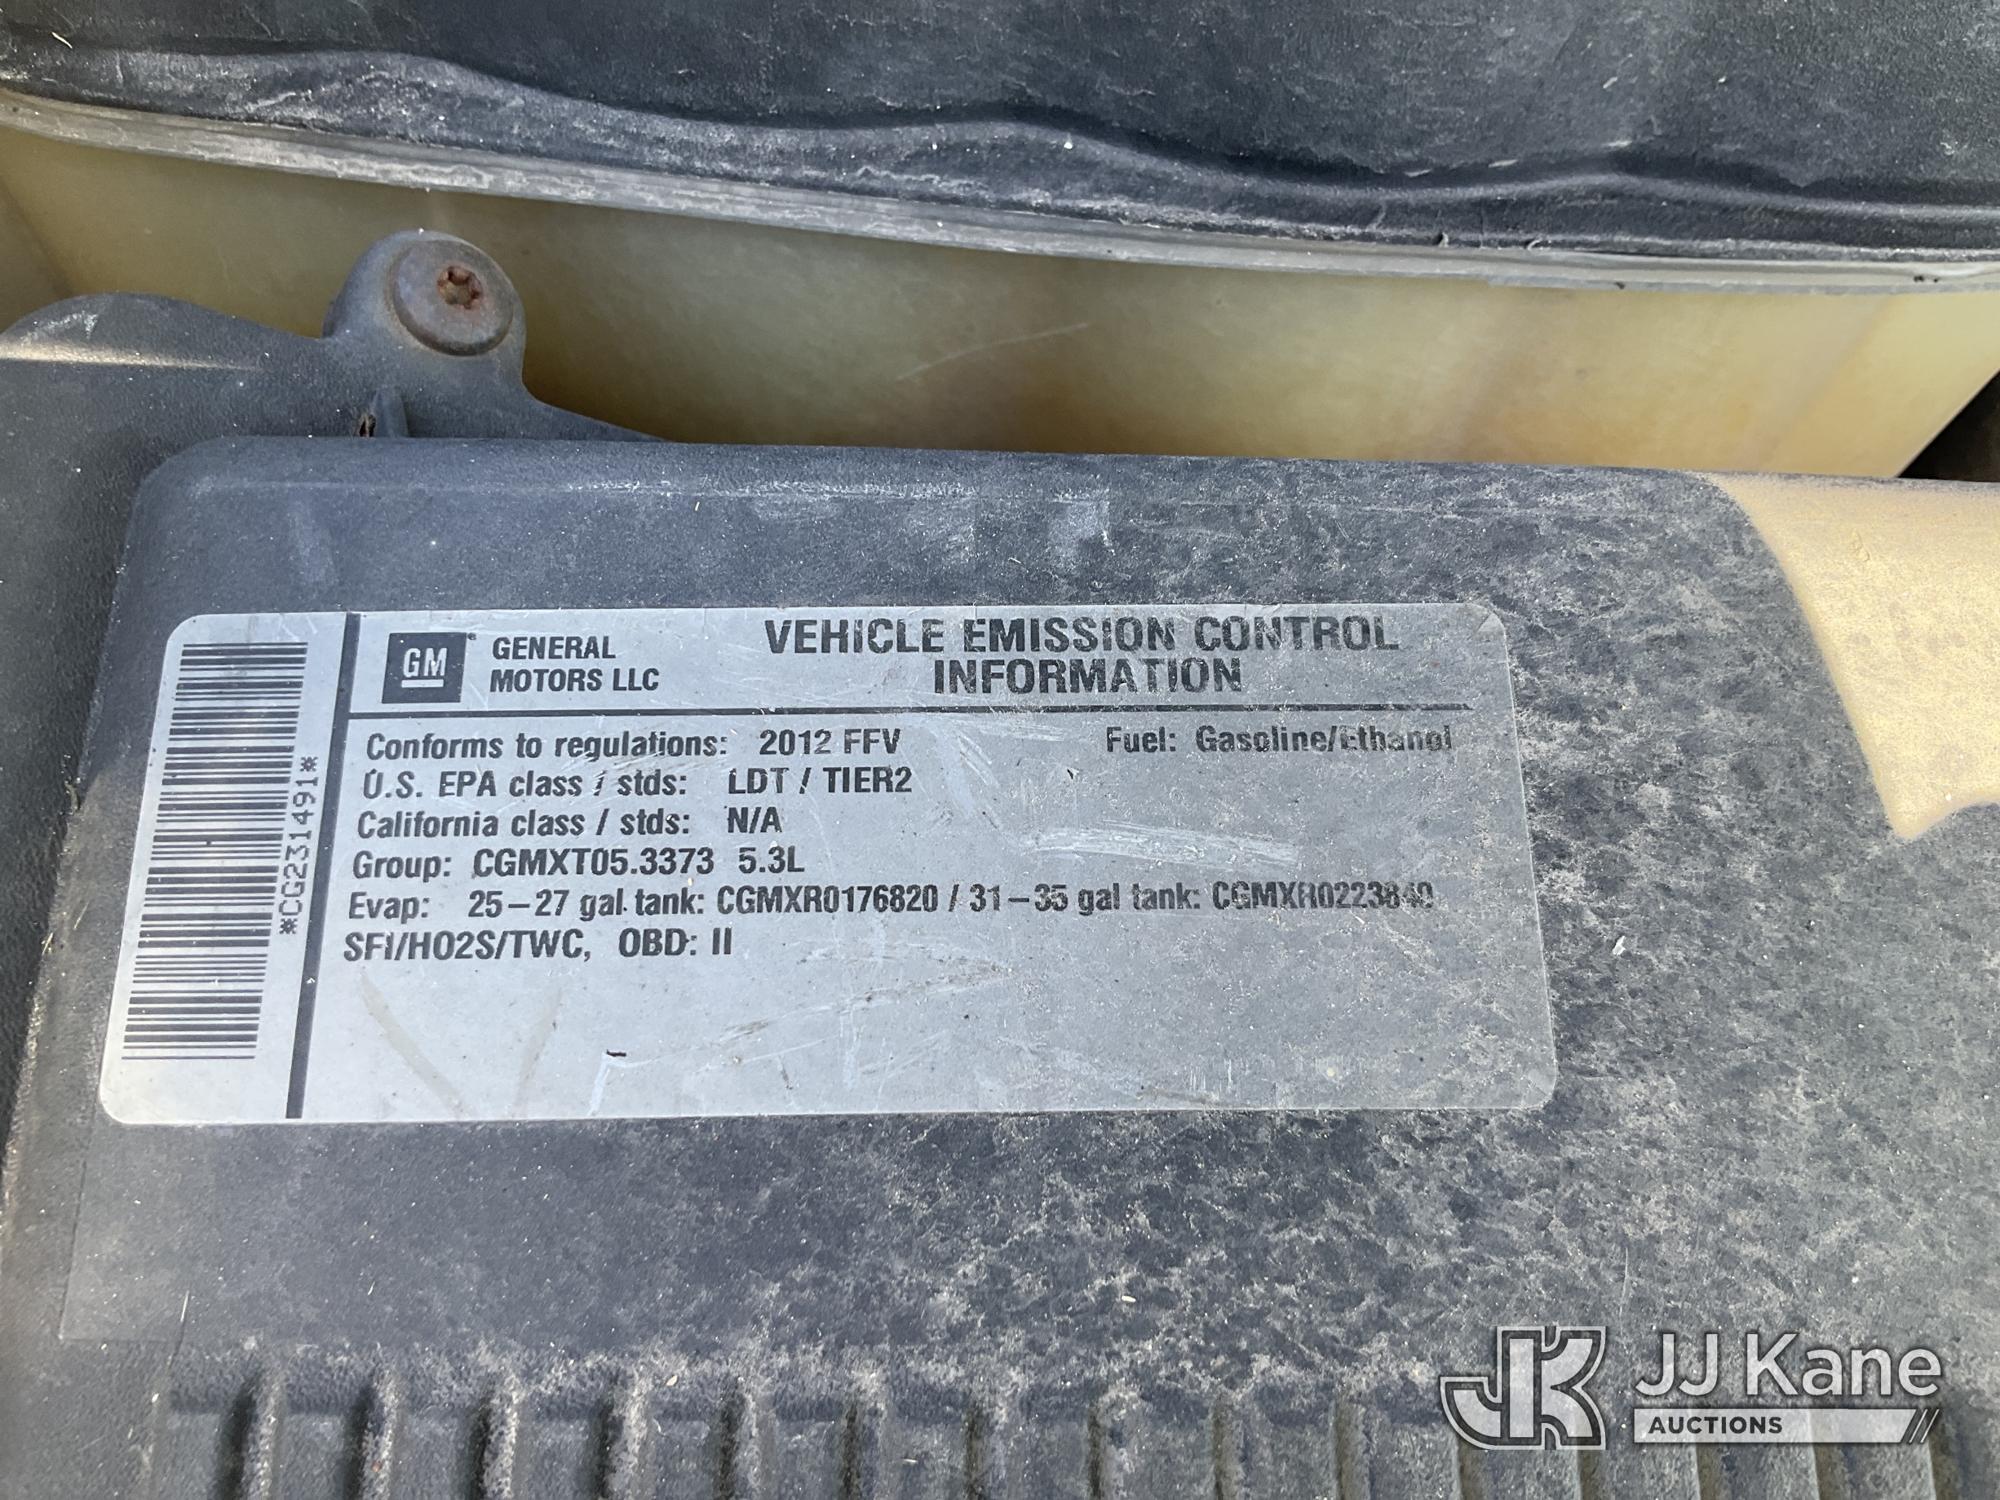 *CG231491*
GM
GENERAL
MOTORS LLC
VEHICLE EMISSION CONTROL
INFORMATION
Conforms to regulations: 2012 FFV Fuel: Gasoline/Ethanol
U.S. EPA class / stds: LDT / TIER2
California class / stds: N/A
Group: CGMXT05.3373 5.3L
Evap: 25-27 gal tank: CGMXR0176820 / 31-35 gal tank: CGMXR0223840
SFI/HO2S/TWC, OBD: II
JK JJ Kane
AUCTIONS